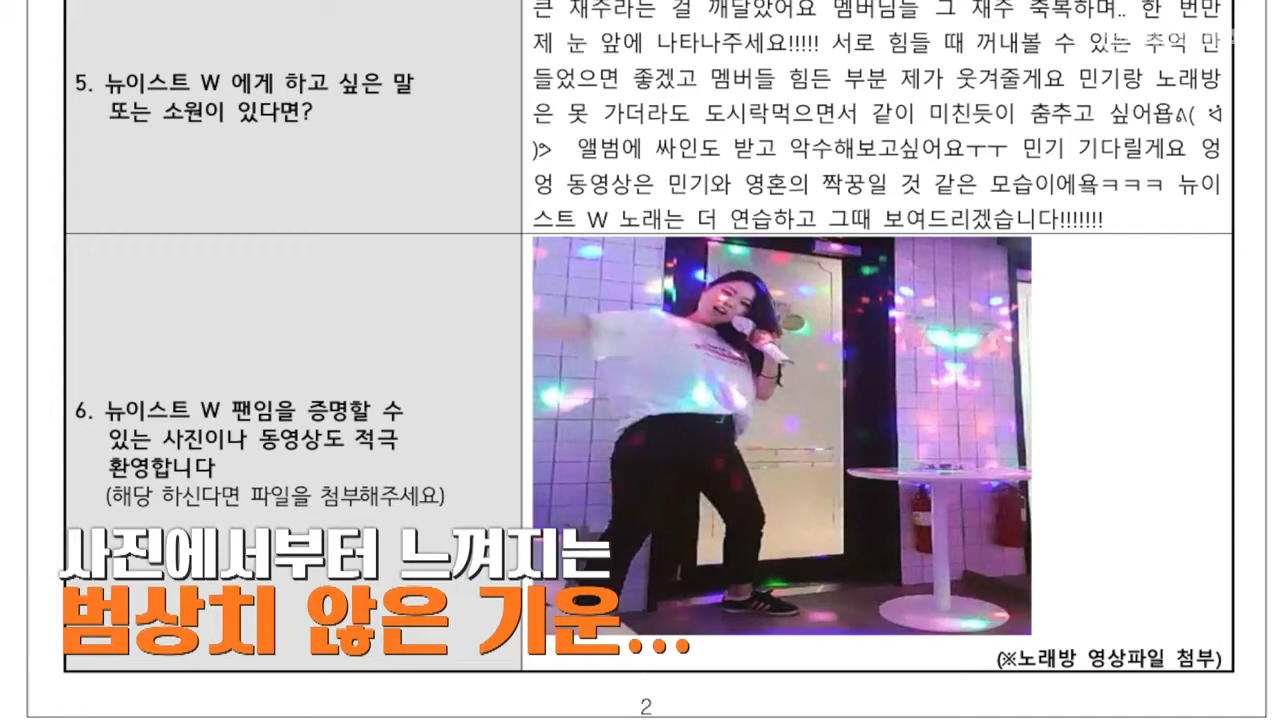 큰 재주라는 걸 깨달았어요 멤버님들 그 재주 축복하며.. 한 번만
제 눈 앞에 나타나주세요!!!!! 서로 힘들 때 꺼내볼 수 있는 추억 만
들었으면 좋겠고 멤버들 힘든 부분 제가 웃겨줄게요 민기랑 노래방
은 못 가더라도 도시락먹으면서 같이 미친듯이 춤추고 싶어욥ᕕ( ᐛ
)ᕗ 앨범에 싸인도 받고 악수해보고싶어요ㅜㅜ 민기 기다릴게요 엉
엉 동영상은 민기와 영혼의 짝꿍일 것 같은 모습이에욬ㅋㅋㅋ 뉴이
스트 W 노래는 더 연습하고 그때 보여드리겠습니다!!!!!!!
5. 뉴이스트 W 에게 하고 싶은 말
또는 소원이 있다면?
6. 뉴이스트 W 팬임을 증명할 수
있는 사진이나 동영상도 적극
환영합니다
(해당 하신다면 파일을 첨부해주세요)
사진에서부터 느껴지는
범상치 않은 기운...
(※노래방 영상파일 첨부)
2